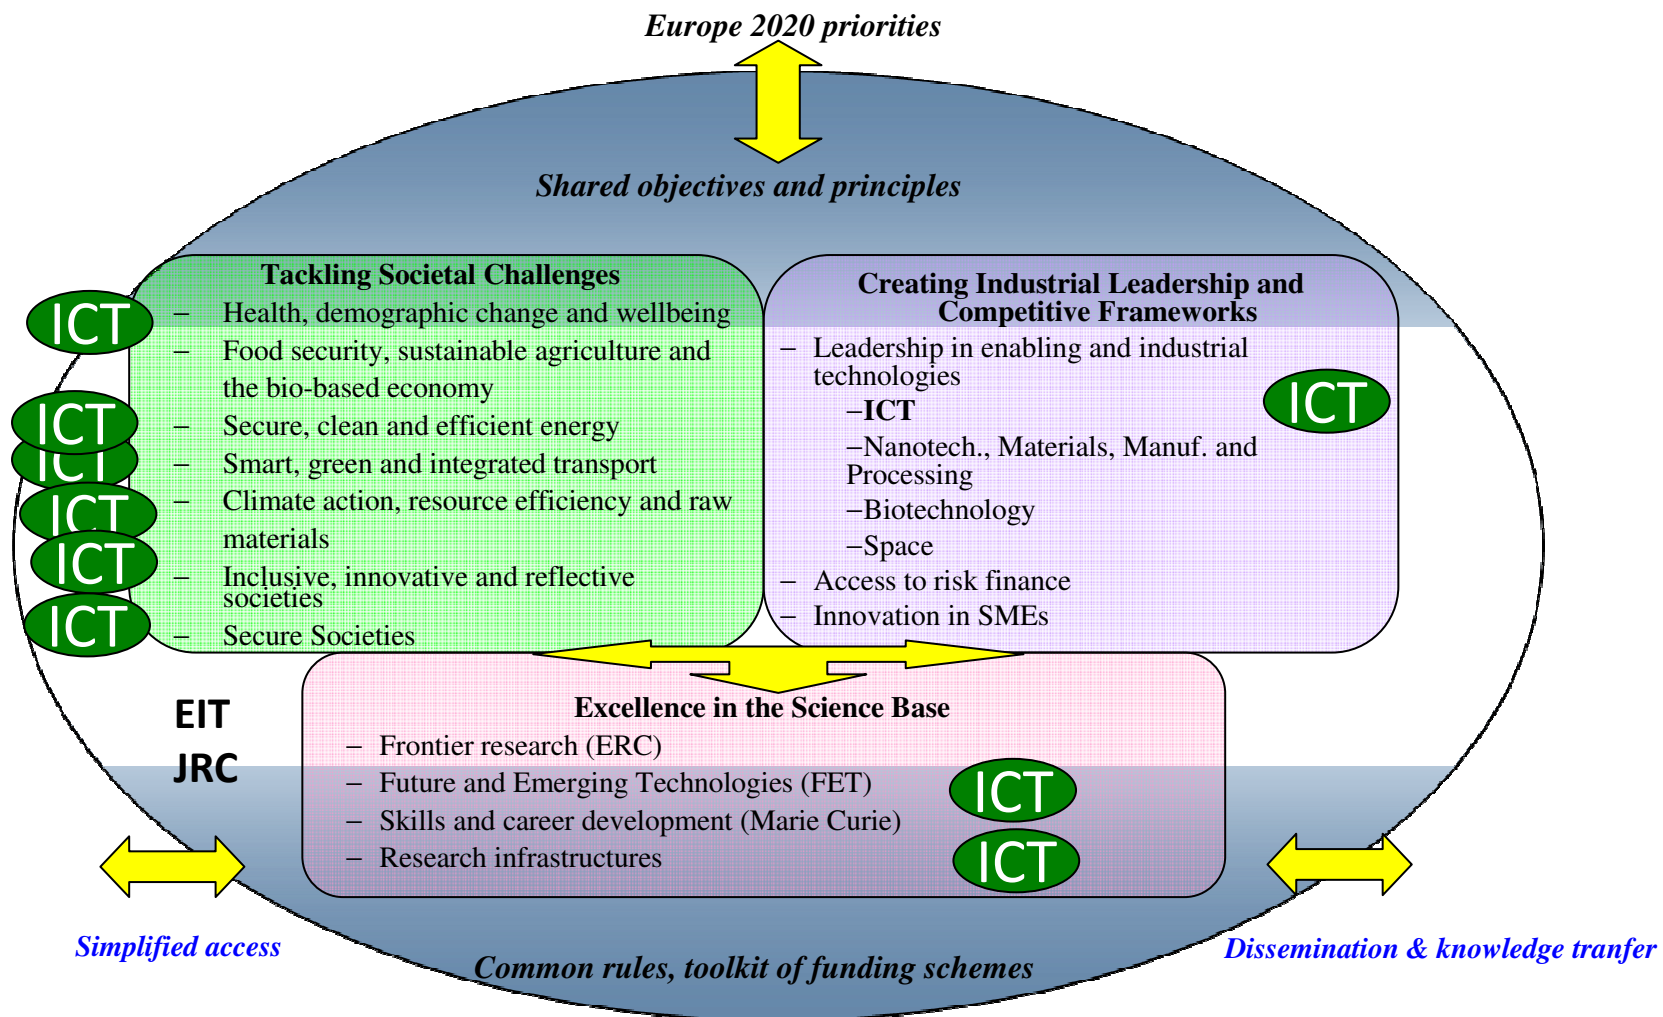 Europe 2020 priorities
Shared objectives and principles
Tackling Societal Challenges
– Health, demographic change and wellbeing
– Food security, sustainable agriculture and
the bio-based economy
– Secure, clean and efficient energy
– Smart, green and integrated transport
– Climate action, resource efficiency and raw
materials
– Inclusive, innovative and reflective
societies
– Secure Societies
ICT
ICT
ICT
ICT
ICT
ICT
Creating Industrial Leadership and
Competitive Frameworks
– Leadership in enabling and industrial
technologies
–ICT
–Nanotech., Materials, Manuf. and
Processing
–Biotechnology
–Space
– Access to risk finance
– Innovation in SMEs
ICT
EIT
JRC
Excellence in the Science Base
– Frontier research (ERC)
– Future and Emerging Technologies (FET)
– Skills and career development (Marie Curie)
– Research infrastructures
ICT
ICT
Simplified access
Common rules, toolkit of funding schemes
Dissemination & knowledge tranfer